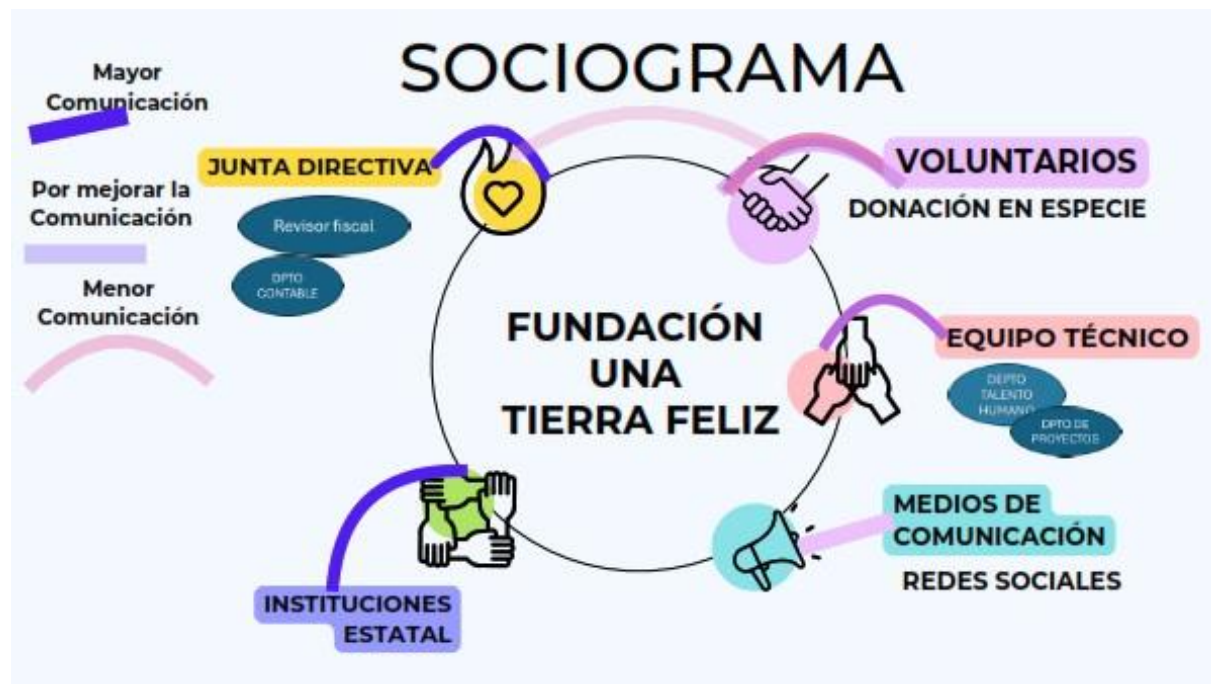 SOCIOGRAMA
Mayor
Comunicación
JUNTA DIRECTIVA
VOLUNTARIOS
Por mejorar la
Comunicación
DONACIÓN EN ESPECIE
Revisor fiscal
DPTO
CONTABLE
Menor
Comunicación
FUNDACIÓN
UNA
TIERRA FELIZ
EQUIPO TÉCNICO
DEPTO
TALENTO
HUMANO
DPTO DE
PROYECTOS
MEDIOS DE
COMUNICACIÓN
REDES SOCIALES
INSTITUCIONES
ESTATAL